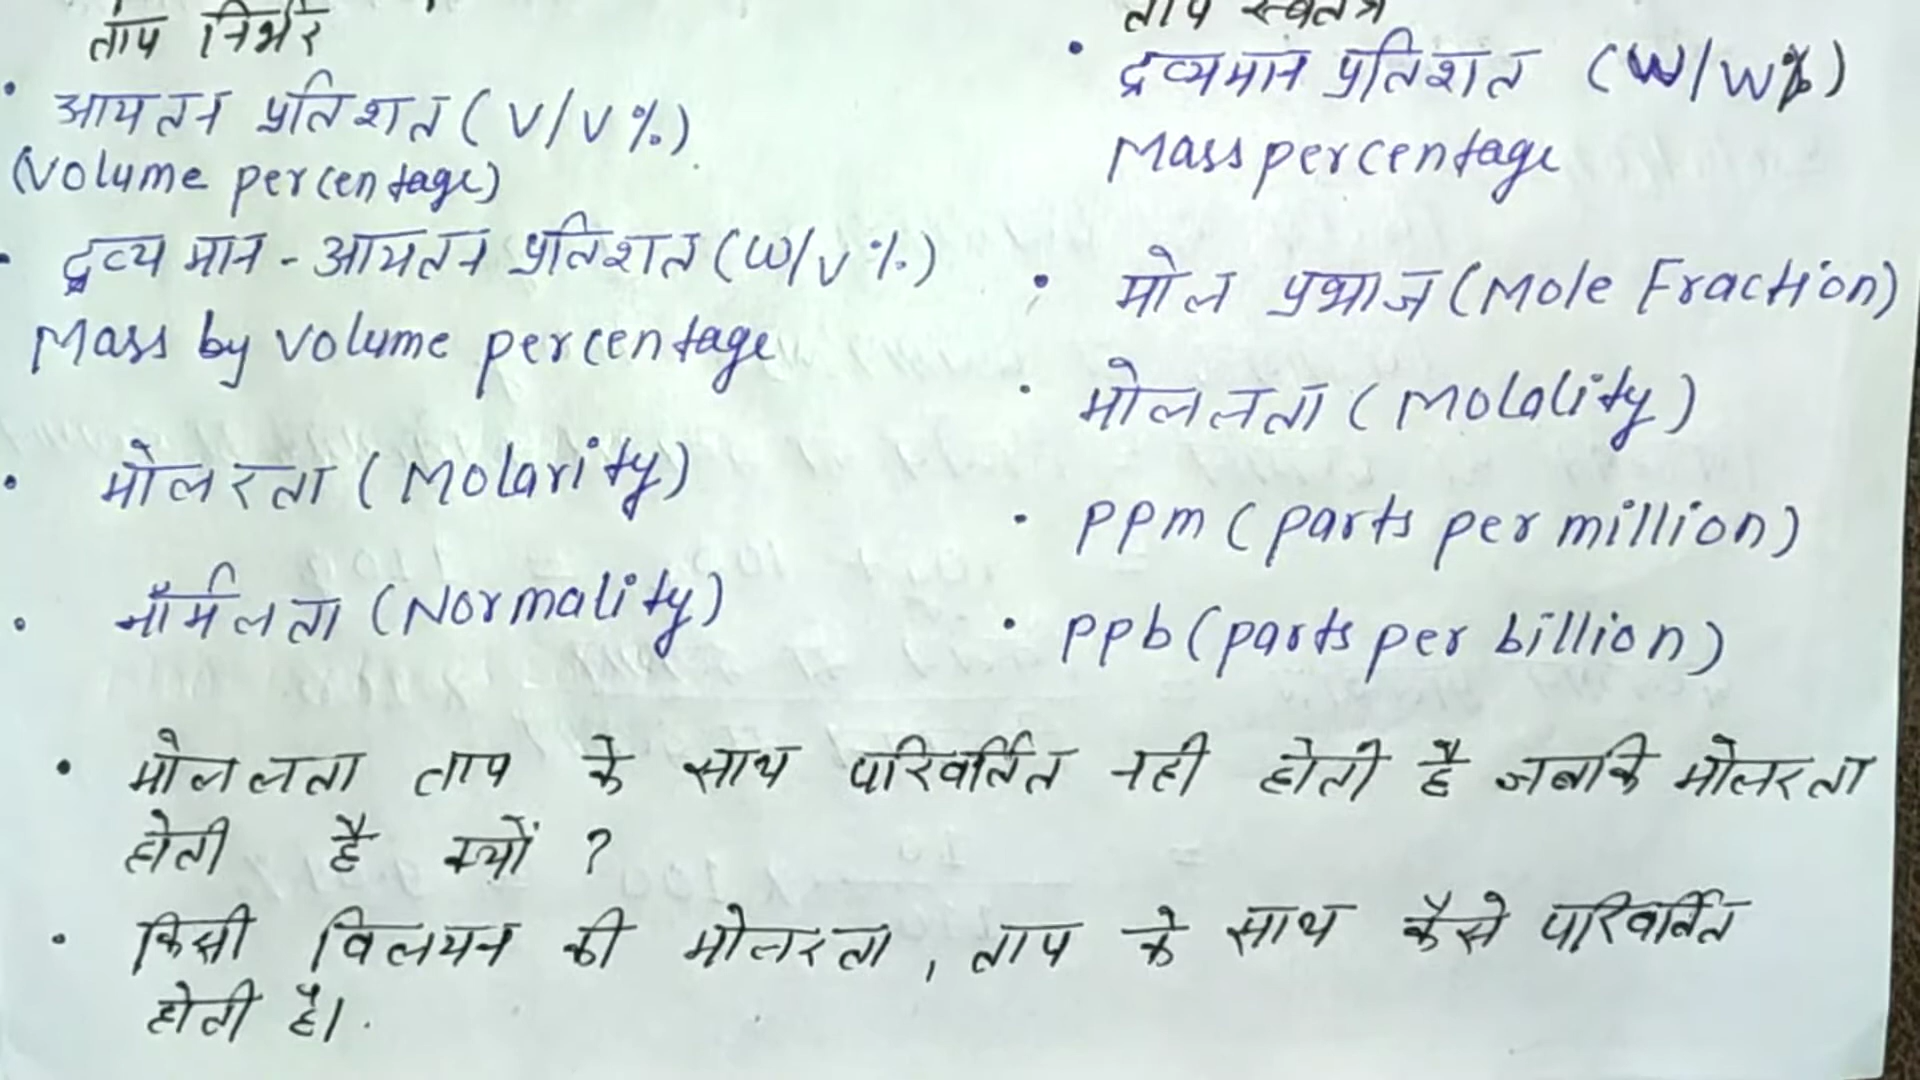 ताप निर्भर
• आयतन प्रतिशत (V/V %)
(Volume percentage)
• द्रव्यमान - आयतन प्रतिशत (W/V %)
Mass by volume percentage
• मोलरता (Molarity)
• नॉर्मलता (Normality)
ताप स्वतंत्र
• द्रव्यमान प्रतिशत (W/W%)
Mass percentage
• मोल प्रभाज (Mole Fraction)
• मोललता (Molality)
• ppm (parts per million)
• ppb (parts per billion)
• मोललता ताप के साथ परिवर्तित नही होती है जबकि मोलरता
होती है क्यों ?
• किसी विलयन की मोलरता, ताप के साथ कैसे परिवर्तित
होती है।